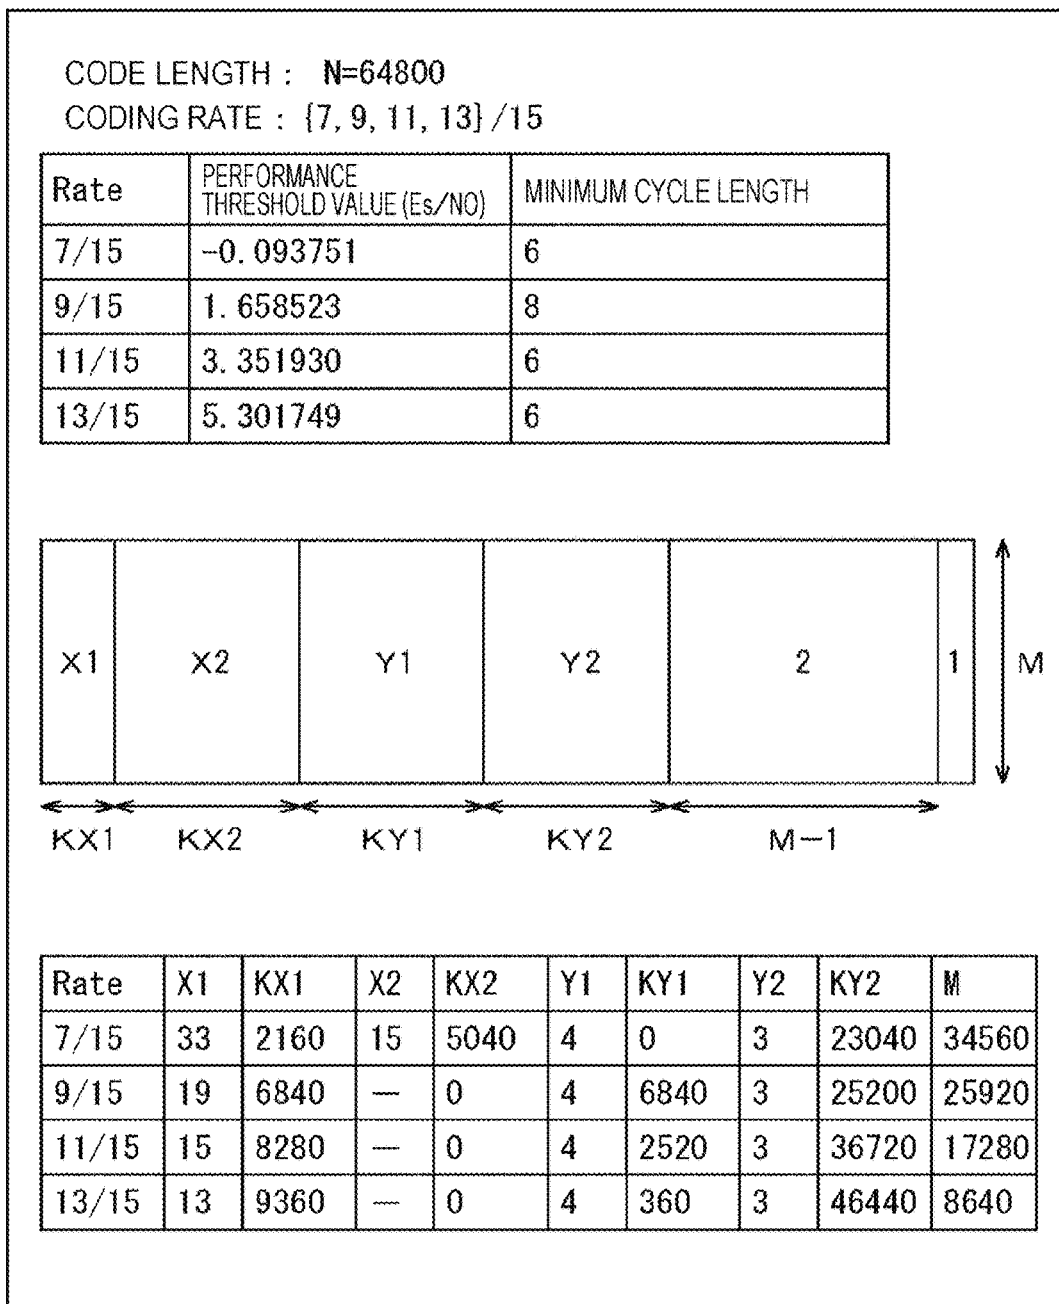 CODE LENGTH : N=64800
CODING RATE : {7, 9, 11, 13} /15
Rate PERFORMANCE THRESHOLD VALUE (Es/N0) MINIMUM CYCLE LENGTH
7/15 -0.093751 6
9/15 1.658523 8
11/15 3.351930 6
13/15 5.301749 6
X1 X2 Y1 Y2 2 1 M
KX1 KX2 KY1 KY2 M-1
Rate X1 KX1 X2 KX2 Y1 KY1 Y2 KY2 M
7/15 33 2160 15 5040 4 0 3 23040 34560
9/15 19 6840 — 0 4 6840 3 25200 25920
11/15 15 8280 — 0 4 2520 3 36720 17280
13/15 13 9360 — 0 4 360 3 46440 8640